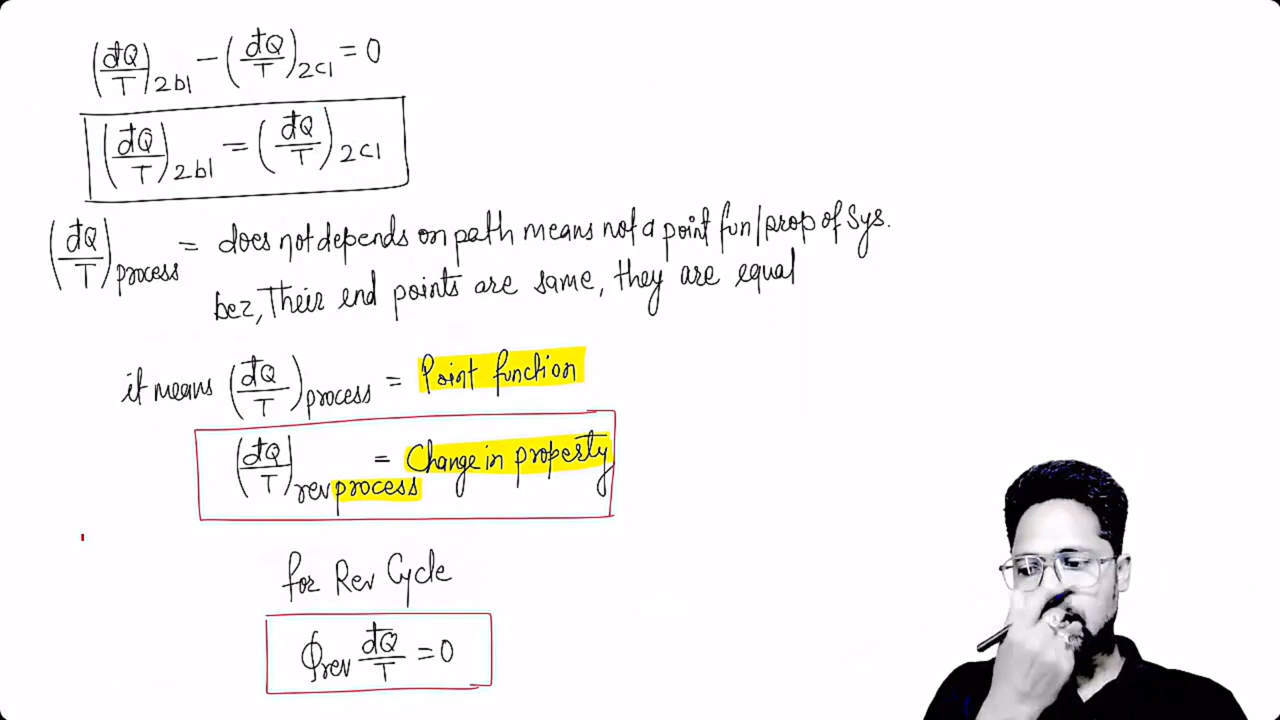 (đQ/T)2b1 − (đQ/T)2c1 = 0
(đQ/T)2b1 = (đQ/T)2c1
(đQ/T)process = does not depends on path means not a point fun/prop of Sys.
bcz, Their end points are same, they are equal
it means (đQ/T)process = Point function
(đQ/T)rev process = Change in property
for Rev Cycle
∮rev đQ/T = 0